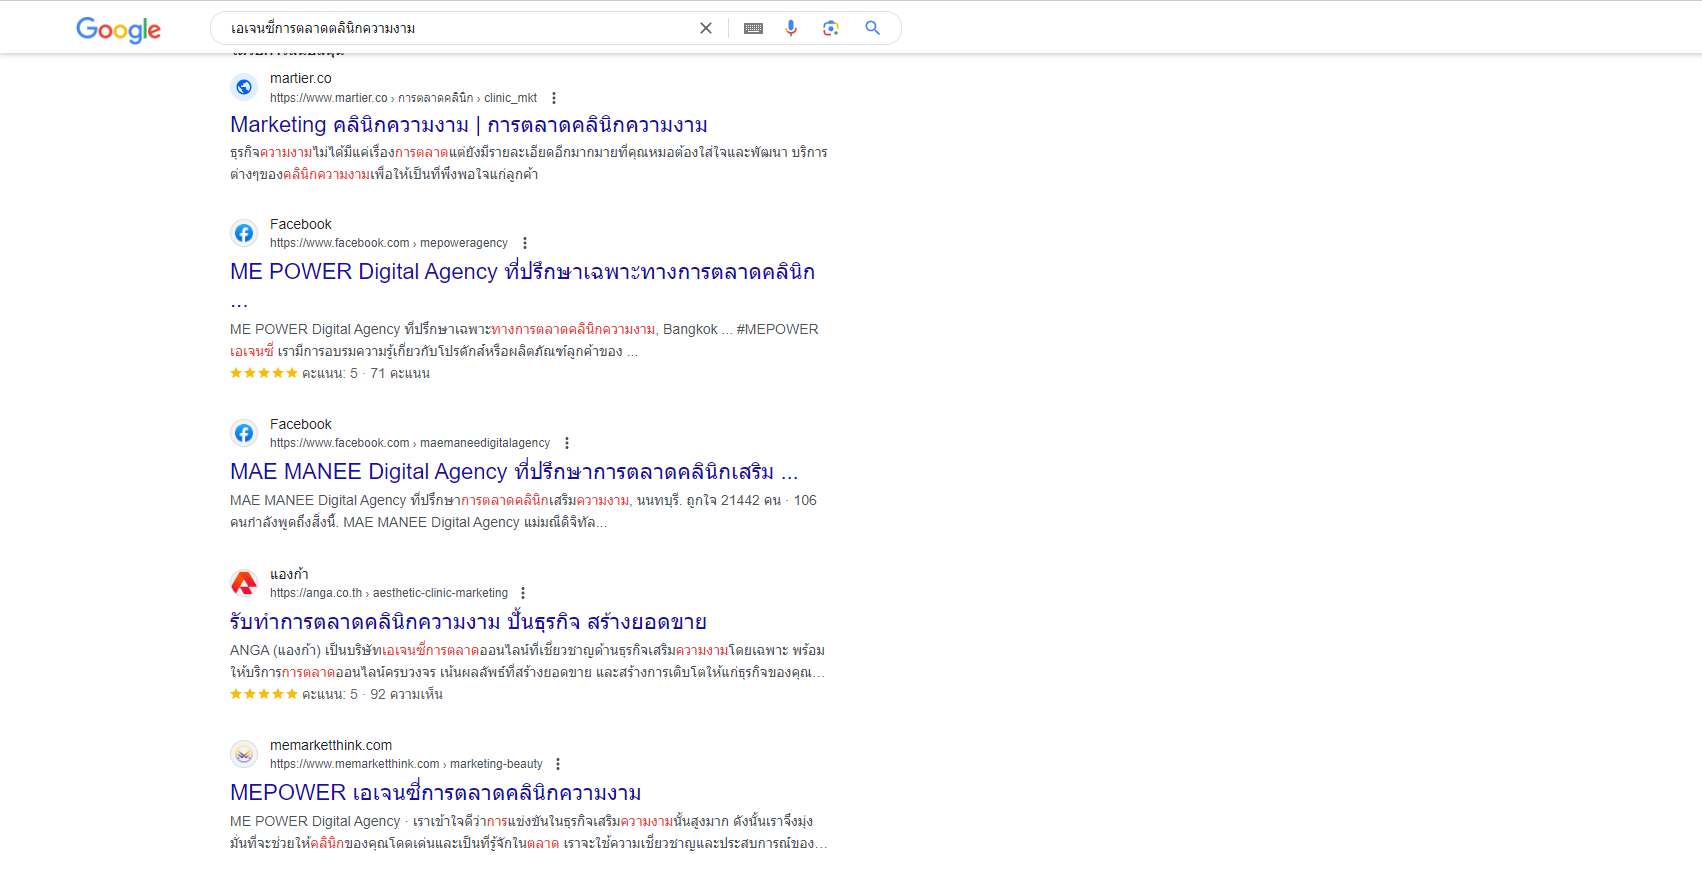 Google
เอเจนซี่การตลาดตลินิกความงาม
martier.co
https://www.martier.co › การตลาดคลินิก › clinic_mkt
Marketing คลินิกความงาม | การตลาดคลินิกความงาม
ธุรกิจความงามไม่ได้มีแค่เรื่องการตลาดแต่ยังมีรายละเอียดอีกมากมายที่คุณหมอต้องใส่ใจและพัฒนา บริการ
ต่างๆของคลินิกความงามเพื่อให้เป็นที่พึงพอใจแก่ลูกค้า
Facebook
https://www.facebook.com › mepoweragency
ME POWER Digital Agency ที่ปรึกษาเฉพาะทางการตลาดคลินิก
...
ME POWER Digital Agency ที่ปรึกษาเฉพาะทางการตลาดคลินิกความงาม, Bangkok ... #MEPOWER
เอเจนซี่ เรามีการอบรมความรู้เกี่ยวกับโปรดักส์หรือผลิตภัณฑ์ลูกค้าของ ...
คะแนน: 5 · 71 คะแนน
Facebook
https://www.facebook.com › maemaneedigitalagency
MAE MANEE Digital Agency ที่ปรึกษาการตลาดคลินิกเสริม ...
MAE MANEE Digital Agency ที่ปรึกษาการตลาดคลินิกเสริมความงาม, นนทบุรี. ถูกใจ 21442 คน · 106
คนกำลังพูดถึงสิ่งนี้. MAE MANEE Digital Agency แม่มณีดิจิทัล...
แองก้า
https://anga.co.th › aesthetic-clinic-marketing
รับทำการตลาดคลินิกความงาม ปั้นธุรกิจ สร้างยอดขาย
ANGA (แองก้า) เป็นบริษัทเอเจนซี่การตลาดออนไลน์ที่เชี่ยวชาญด้านธุรกิจเสริมความงามโดยเฉพาะ พร้อม
ให้บริการการตลาดออนไลน์ครบวงจร เน้นผลลัพธ์ที่สร้างยอดขาย และสร้างการเติบโตให้แก่ธุรกิจของคุณ...
คะแนน: 5 · 92 ความเห็น
memarketthink.com
https://www.memarketthink.com › marketing-beauty
MEPOWER เอเจนซี่การตลาดคลินิกความงาม
ME POWER Digital Agency · เราเข้าใจดีว่าการแข่งขันในธุรกิจเสริมความงามนั้นสูงมาก ดังนั้นเราจึงมุ่ง
มั่นที่จะช่วยให้คลินิกของคุณโดดเด่นและเป็นที่รู้จักในตลาด เราจะใช้ความเชี่ยวชาญและประสบการณ์ของ...